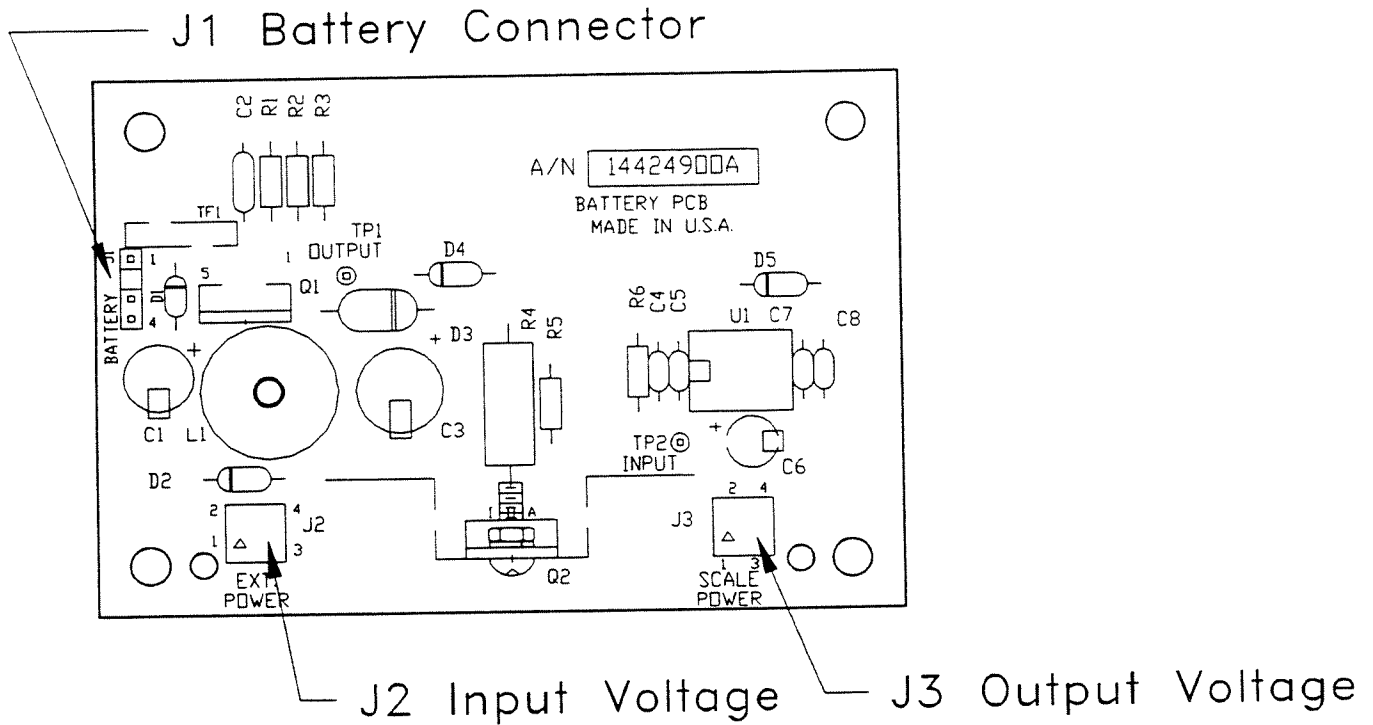 J1 Battery Connector
C2 R1 R2 R3
A/N 14424900A
BATTERY PCB
MADE IN U.S.A.
TF1
TP1
OUTPUT
D4
D5
J1
1
1
5
Q1
D1
4
BATTERY
R6 C4 C5
U1 C7
C8
R4
R5
+
+ D3
C1 L1
C3
+
TP2
INPUT
C6
D2
2 4
J2
1 3
EXT.
POWER
1 A
Q2
2 4
J3
1 3
SCALE
POWER
J2 Input Voltage
J3 Output Voltage